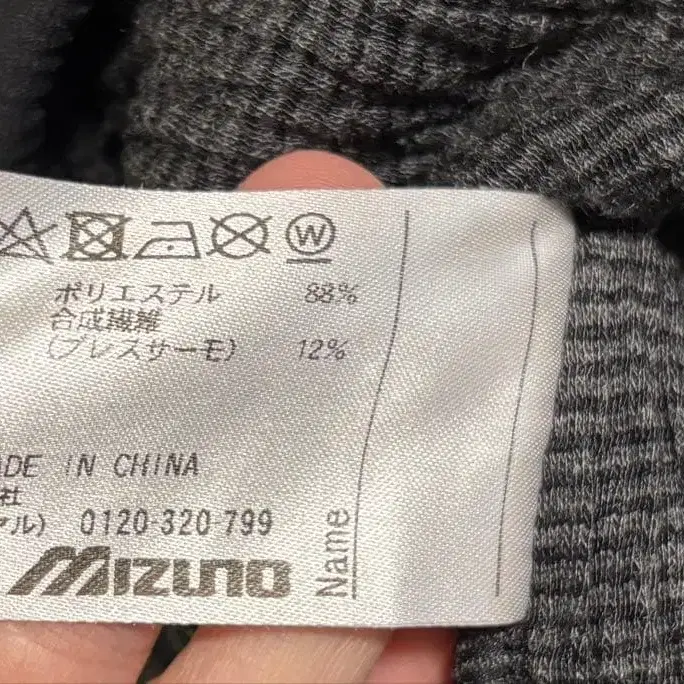 W
ポリエステル 88%
合成繊維
(ブレスサーモ) 12%
ADE IN CHINA
社
ル) 0120-320-799
MIZUNO
Name